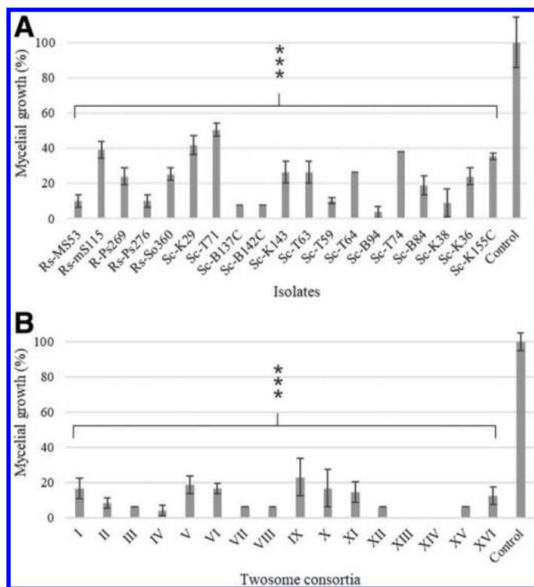 A
Mycelial growth (%)
100
80
60
40
20
0
***
Rs-MS53
Rs-mS115
R-Ps269
Rs-Ps276
Rs-So360
Sc-K29
Sc-T71
Sc-B137C
Sc-B142C
Sc-K143
Sc-T63
Sc-T59
Sc-T64
Sc-B94
Sc-T74
Sc-B84
Sc-K38
Sc-K36
Sc-K155C
Control
Isolates
B
Mycelial growth (%)
100
80
60
40
20
0
***
I
II
III
IV
V
VI
VII
VIII
IX
X
XI
XII
XIII
XIV
XV
XVI
Control
Twosome consortia